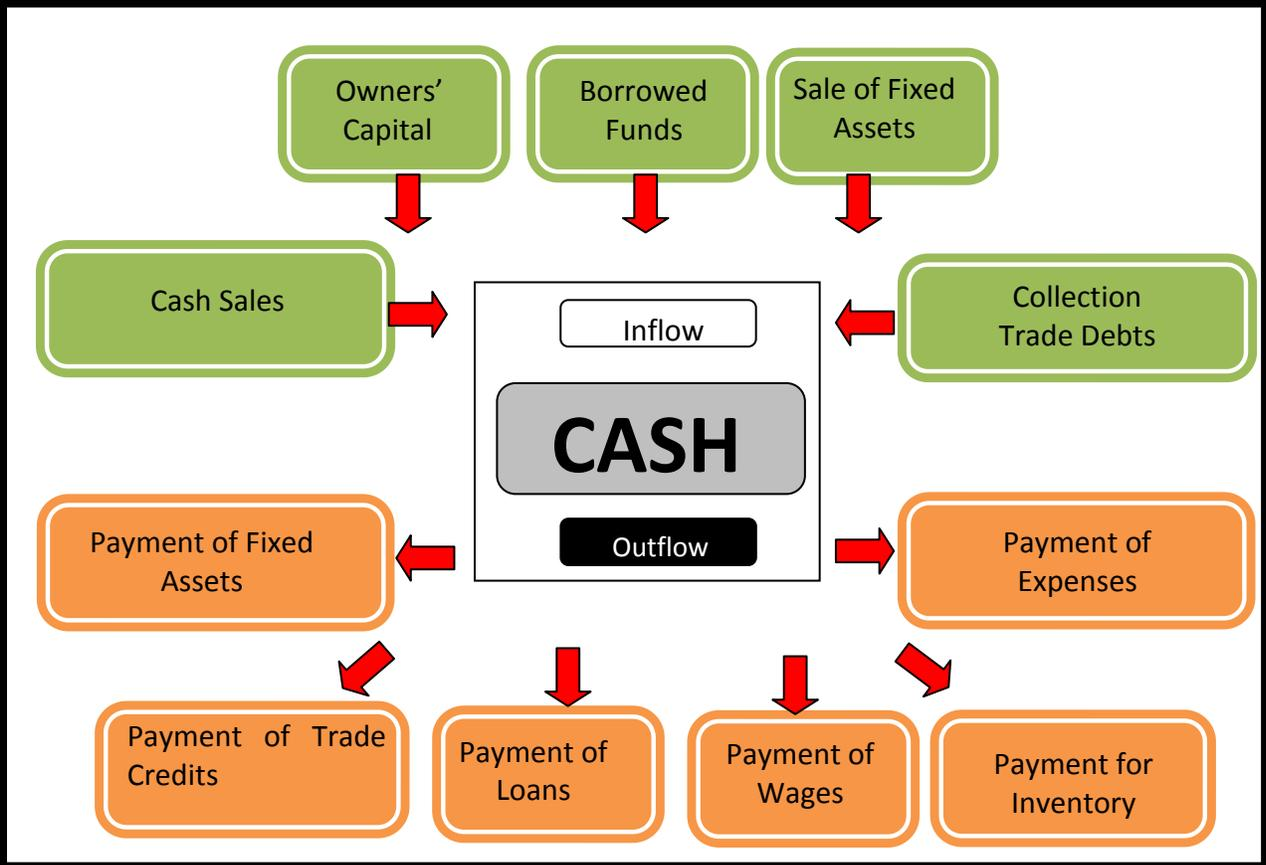 Owners’
Capital
Borrowed
Funds
Sale of Fixed
Assets
Cash Sales
Inflow
Collection
Trade Debts
CASH
Payment of Fixed
Assets
Outflow
Payment of
Expenses
Payment of Trade
Credits
Payment of
Loans
Payment of
Wages
Payment for
Inventory